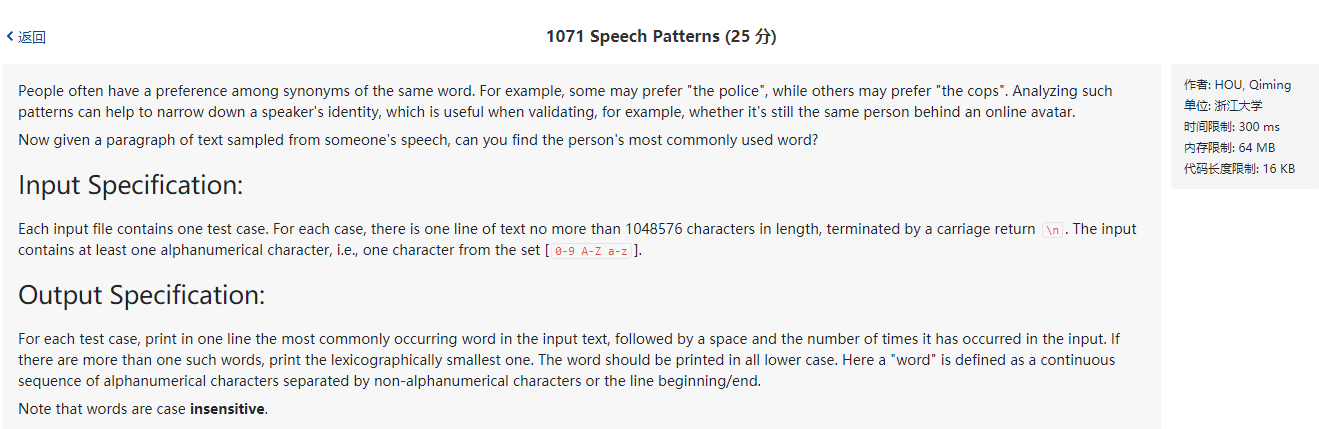 返回
1071 Speech Patterns (25 分)
People often have a preference among synonyms of the same word. For example, some may prefer "the police", while others may prefer "the cops". Analyzing such
patterns can help to narrow down a speaker's identity, which is useful when validating, for example, whether it's still the same person behind an online avatar.
Now given a paragraph of text sampled from someone's speech, can you find the person's most commonly used word?
Input Specification:
Each input file contains one test case. For each case, there is one line of text no more than 1048576 characters in length, terminated by a carriage return \n. The input
contains at least one alphanumerical character, i.e., one character from the set [0-9 A-Z a-z].
Output Specification:
For each test case, print in one line the most commonly occurring word in the input text, followed by a space and the number of times it has occurred in the input. If
there are more than one such words, print the lexicographically smallest one. The word should be printed in all lower case. Here a "word" is defined as a continuous
sequence of alphanumerical characters separated by non-alphanumerical characters or the line beginning/end.
Note that words are case insensitive.
作者: HOU, Qiming
单位: 浙江大学
时间限制: 300 ms
内存限制: 64 MB
代码长度限制: 16 KB